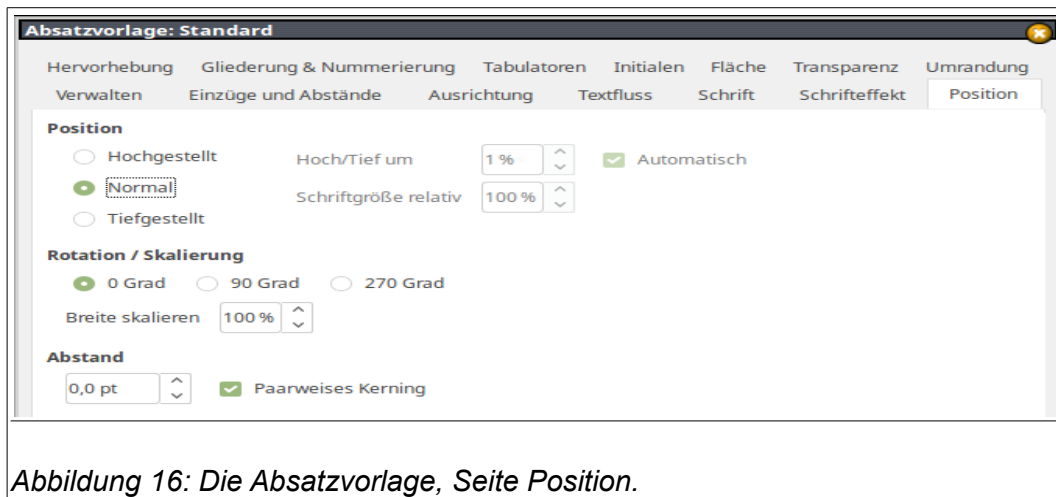 Absatzvorlage: Standard
Hervorhebung Gliederung & Nummerierung Tabulatoren Initialen Fläche Transparenz Umrandung
Verwalten Einzüge und Abstände Ausrichtung Textfluss Schrift Schrifteffekt Position
Position
Hochgestellt Hoch/Tief um 1 % Automatisch
Normal Schriftgröße relativ 100 %
Tiefgestellt
Rotation / Skalierung
0 Grad 90 Grad 270 Grad
Breite skalieren 100 %
Abstand
0,0 pt Paarweises Kerning
Abbildung 16: Die Absatzvorlage, Seite Position.